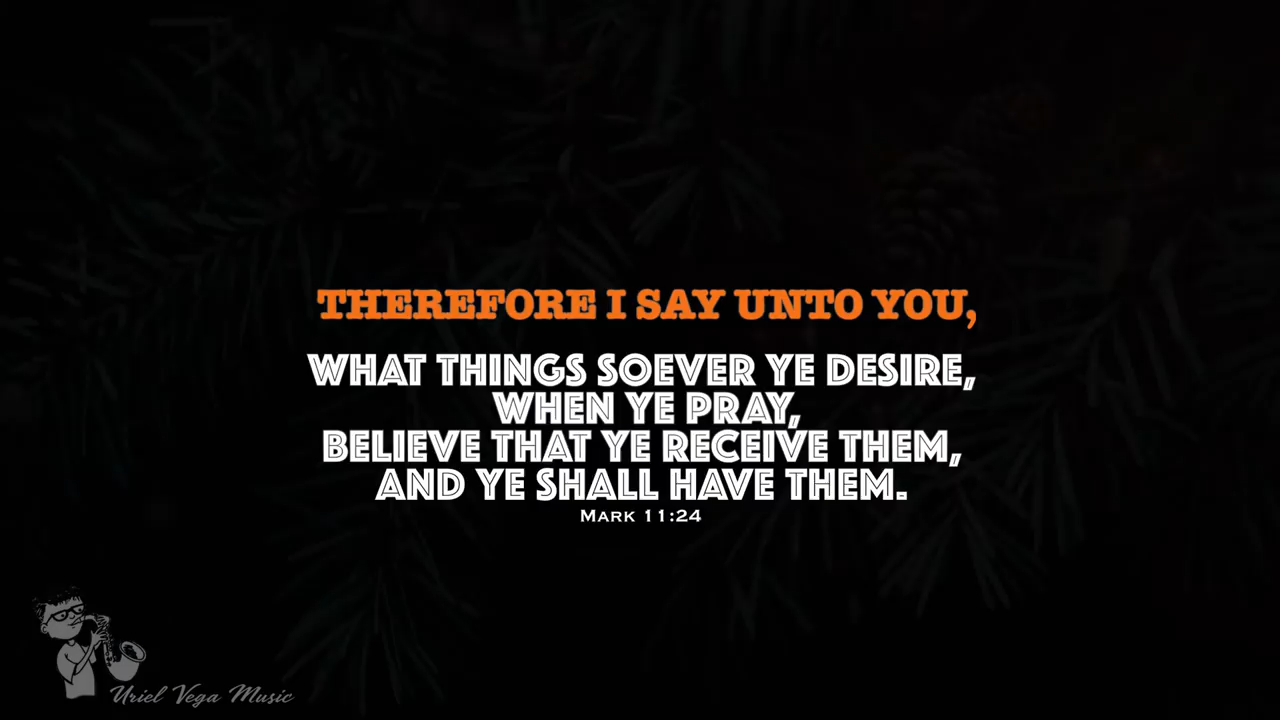 THEREFORE I SAY UNTO YOU,
WHAT THINGS SOEVER YE DESIRE,
WHEN YE PRAY,
BELIEVE THAT YE RECEIVE THEM,
AND YE SHALL HAVE THEM.
MARK 11:24
Uriel Vega Music